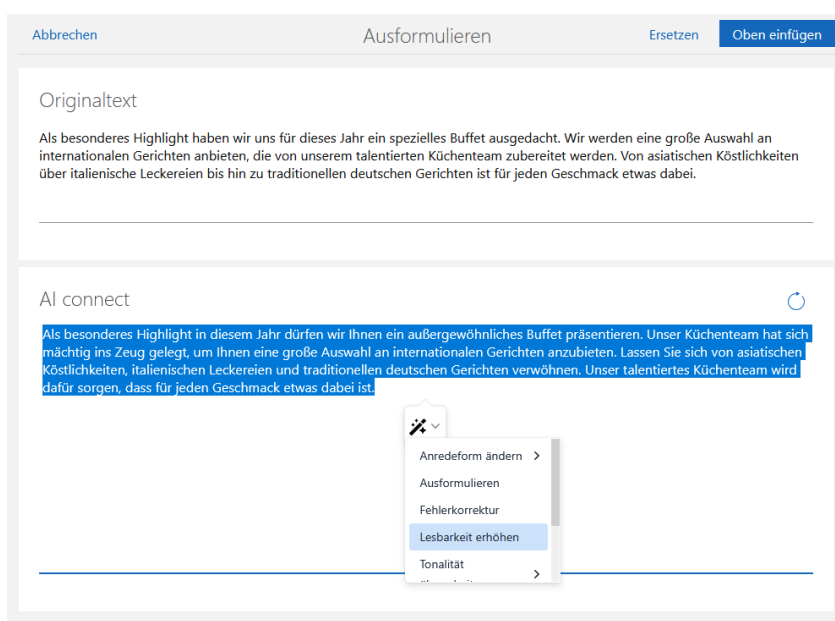 Abbrechen Ausformulieren Ersetzen Oben einfügen
Originaltext
Als besonderes Highlight haben wir uns für dieses Jahr ein spezielles Buffet ausgedacht. Wir werden eine große Auswahl an
internationalen Gerichten anbieten, die von unserem talentierten Küchenteam zubereitet werden. Von asiatischen Köstlichkeiten
über italienische Leckereien bis hin zu traditionellen deutschen Gerichten ist für jeden Geschmack etwas dabei.
AI connect
Als besonderes Highlight in diesem Jahr dürfen wir Ihnen ein außergewöhnliches Buffet präsentieren. Unser Küchenteam hat sich
mächtig ins Zeug gelegt, um Ihnen eine große Auswahl an internationalen Gerichten anzubieten. Lassen Sie sich von asiatischen
Köstlichkeiten, italienischen Leckereien und traditionellen deutschen Gerichten verwöhnen. Unser talentiertes Küchenteam wird
dafür sorgen, dass für jeden Geschmack etwas dabei ist.
Anredeform ändern
Ausformulieren
Fehlerkorrektur
Lesbarkeit erhöhen
Tonalität